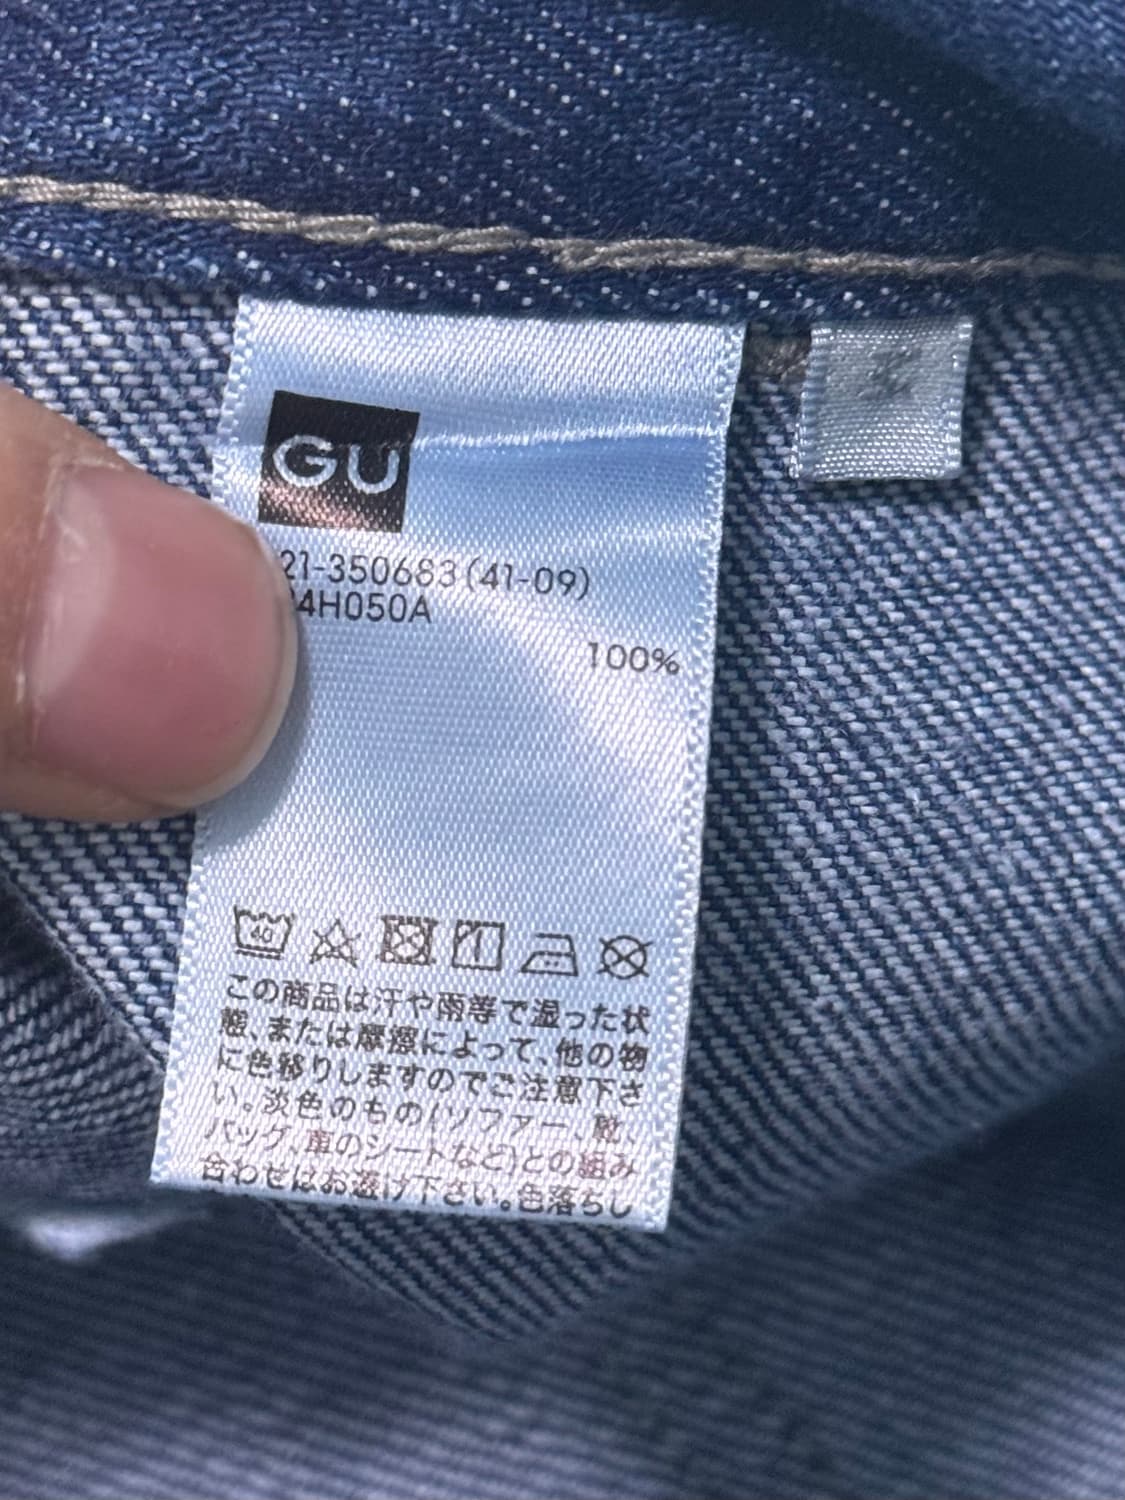 GU
21-350683(41-09)
4H050A
100%
40
この商品は汗や雨等で湿った状
態、または摩擦によって、他の物
に色移りしますのでご注意下さ
い。淡色のもの(ソファー、靴、
バッグ、車のシートなど)との組み
合わせはお避け下さい。色落ちし